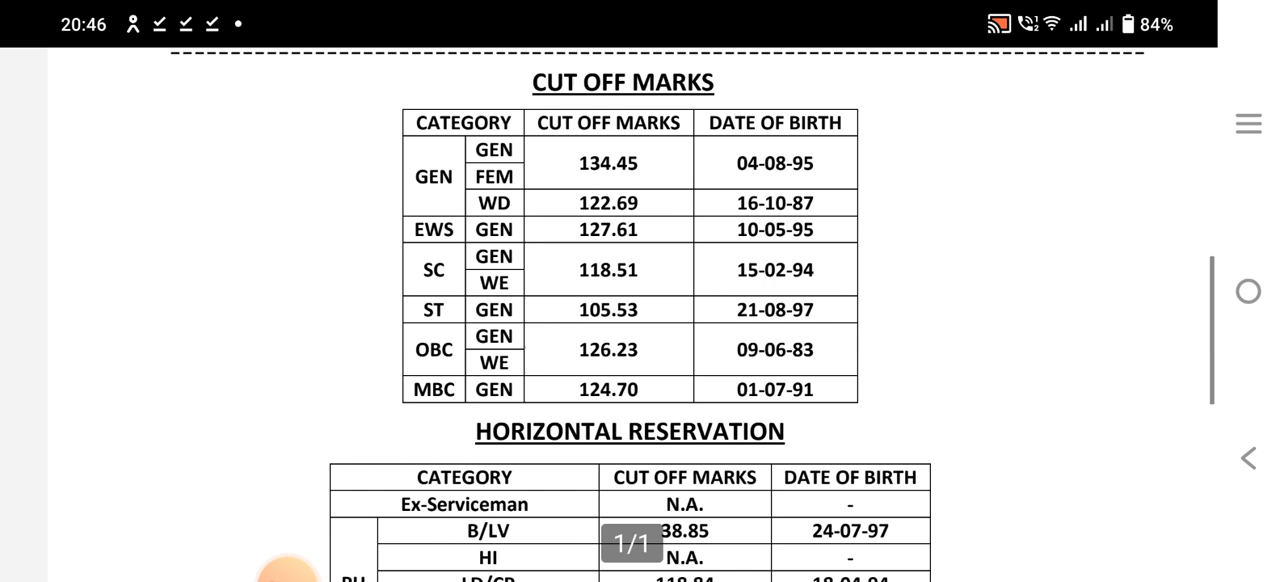 20:46 84%
CUT OFF MARKS
CATEGORY CUT OFF MARKS DATE OF BIRTH
GEN GEN 134.45 04-08-95
FEM
WD 122.69 16-10-87
EWS GEN 127.61 10-05-95
SC GEN 118.51 15-02-94
WE
ST GEN 105.53 21-08-97
OBC GEN 126.23 09-06-83
WE
MBC GEN 124.70 01-07-91
HORIZONTAL RESERVATION
CATEGORY CUT OFF MARKS DATE OF BIRTH
Ex-Serviceman N.A. -
B/LV 38.85 24-07-97
1/1
HI N.A. -